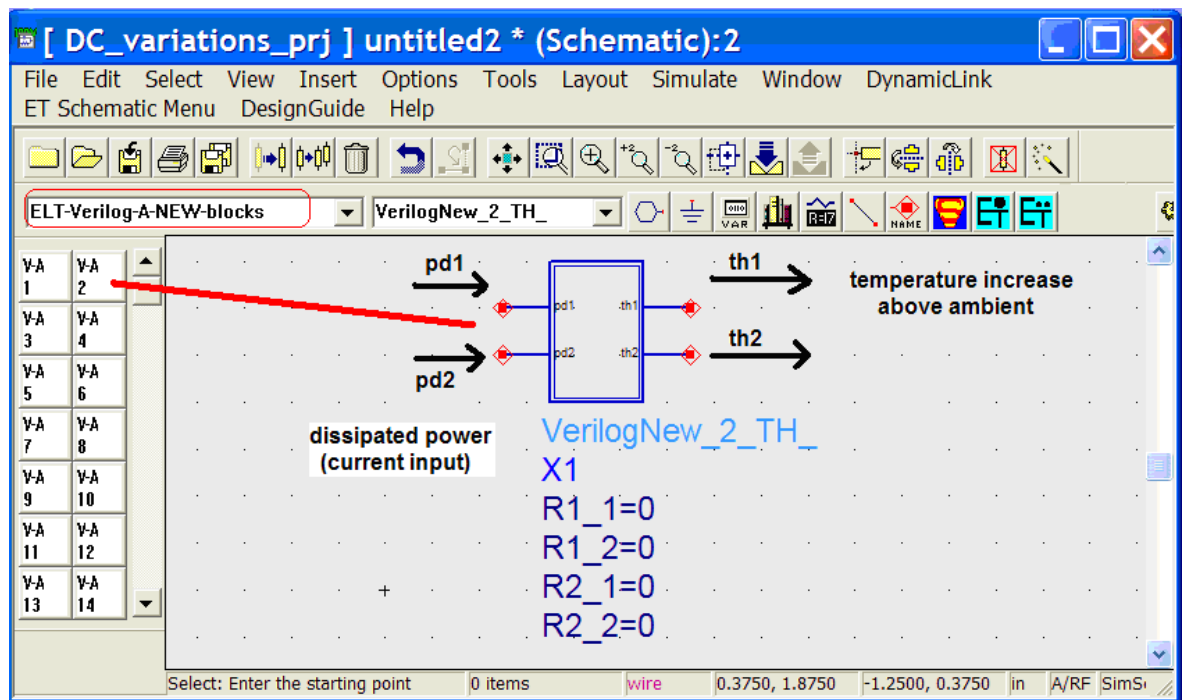 [ DC_variations_prj ] untitled2 * (Schematic):2
File Edit Select View Insert Options Tools Layout Simulate Window DynamicLink
ET Schematic Menu DesignGuide Help
+2 -2
ELT-Verilog-A-NEW-blocks VerilogNew_2_TH_ VAR NAME
V-A 1 V-A 2
V-A 3 V-A 4
V-A 5 V-A 6
V-A 7 V-A 8
V-A 9 V-A 10
V-A 11 V-A 12
V-A 13 V-A 14
pd1 th1
temperature increase
above ambient
pd1 th1
pd2 th2
th2
pd2
dissipated power
(current input)
VerilogNew_2_TH_
X1
R1_1=0
R1_2=0
R2_1=0
R2_2=0
Select: Enter the starting point 0 items wire 0.3750, 1.8750 -1.2500, 0.3750 in A/RF